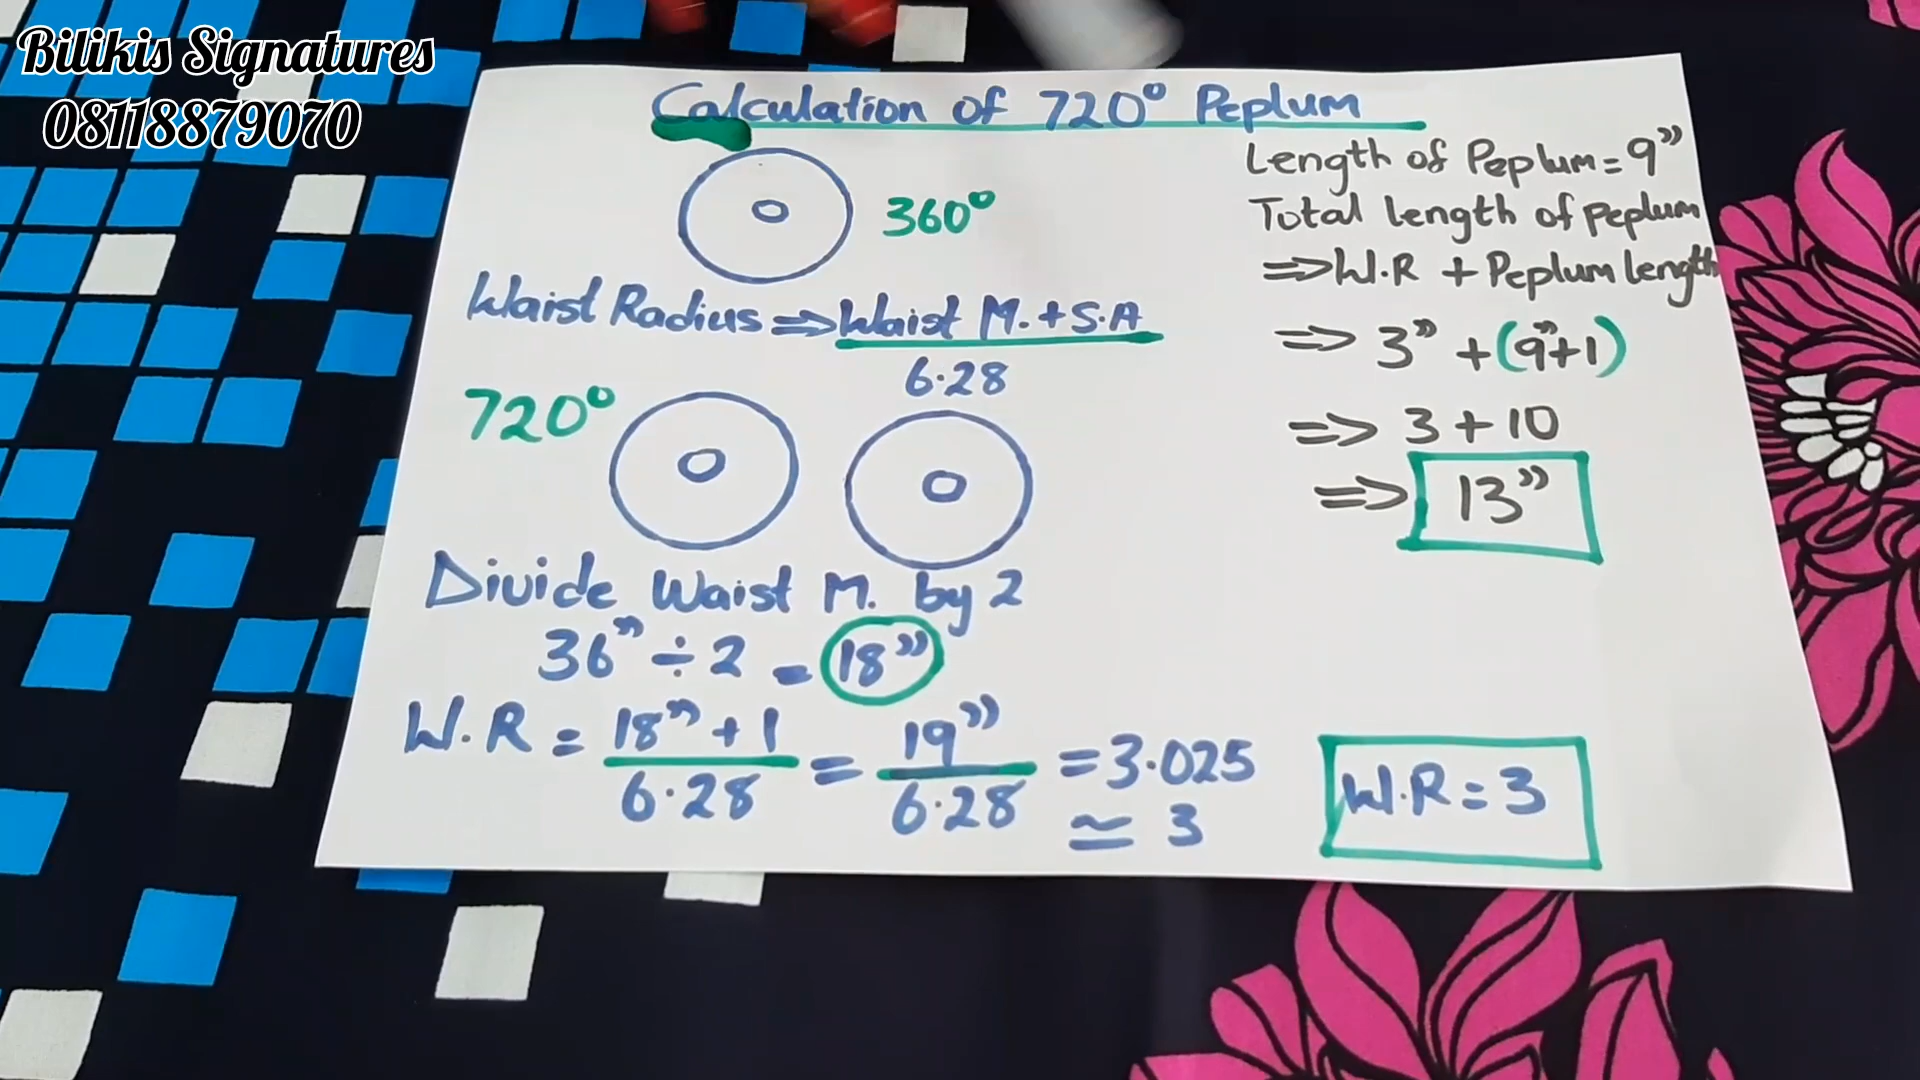 Bilikis Signatures
08118879070
Calculation of 720° Peplum
360°
Waist Radius => Waist M. + S.A
6.28
720°
Divide Waist M. by 2
36" ÷ 2 = 18"
W.R = 18" + 1 = 19" = 3.025
6.28 6.28 ≃ 3
Length of Peplum = 9"
Total length of peplum
=> W.R + Peplum length
=> 3" + (9"+1)
=> 3 + 10
=> 13"
W.R = 3